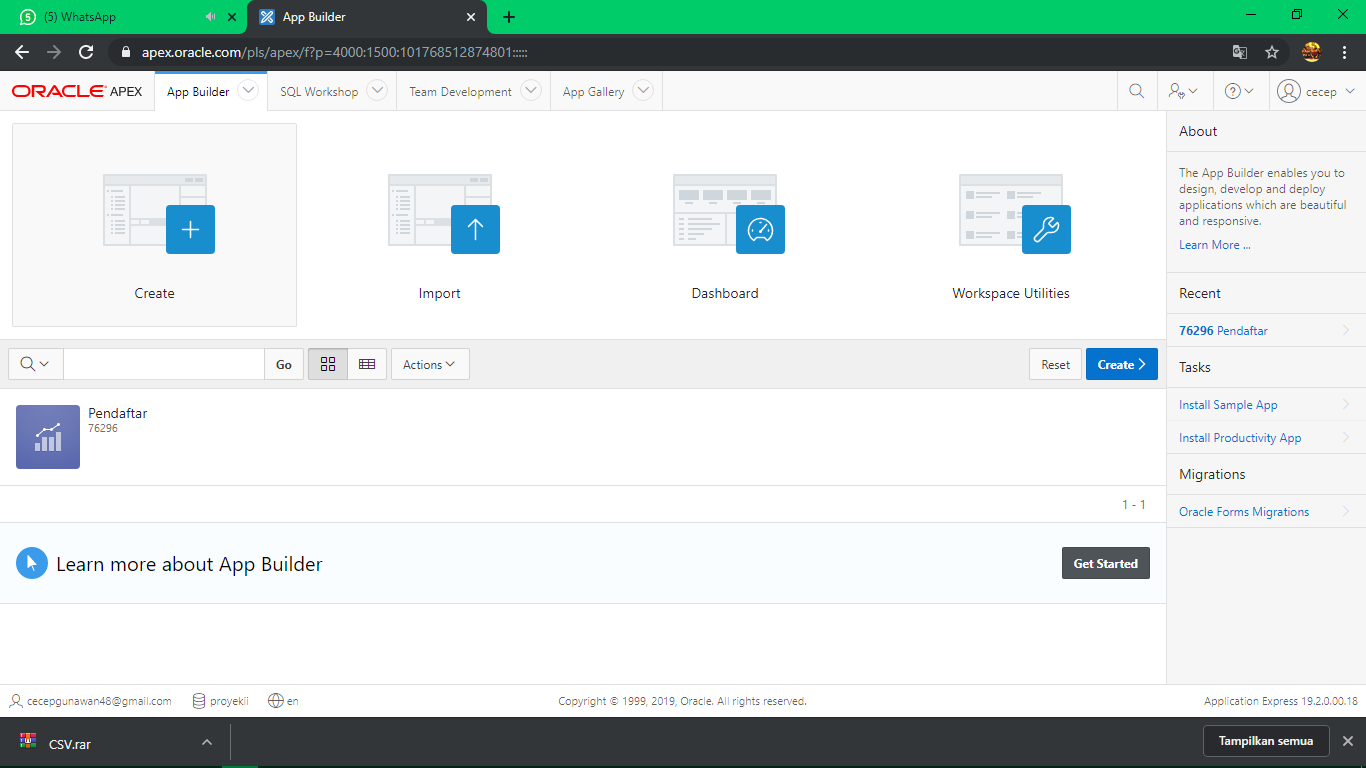 (5) WhatsApp
App Builder
apex.oracle.com/pls/apex/f?p=4000:1500:101768512874801:::::
ORACLE APEX
App Builder
SQL Workshop
Team Development
App Gallery
cecep
Create
Import
Dashboard
Workspace Utilities
Go
Actions
Reset
Create
Pendaftar
76296
1 - 1
Learn more about App Builder
Get Started
About
The App Builder enables you to
design, develop and deploy
applications which are beautiful
and responsive.
Learn More ...
Recent
76296 Pendaftar
Tasks
Install Sample App
Install Productivity App
Migrations
Oracle Forms Migrations
cecepgunawan48@gmail.com
proyekii
en
Copyright © 1999, 2019, Oracle. All rights reserved.
Application Express 19.2.0.00.18
CSV.rar
Tampilkan semua